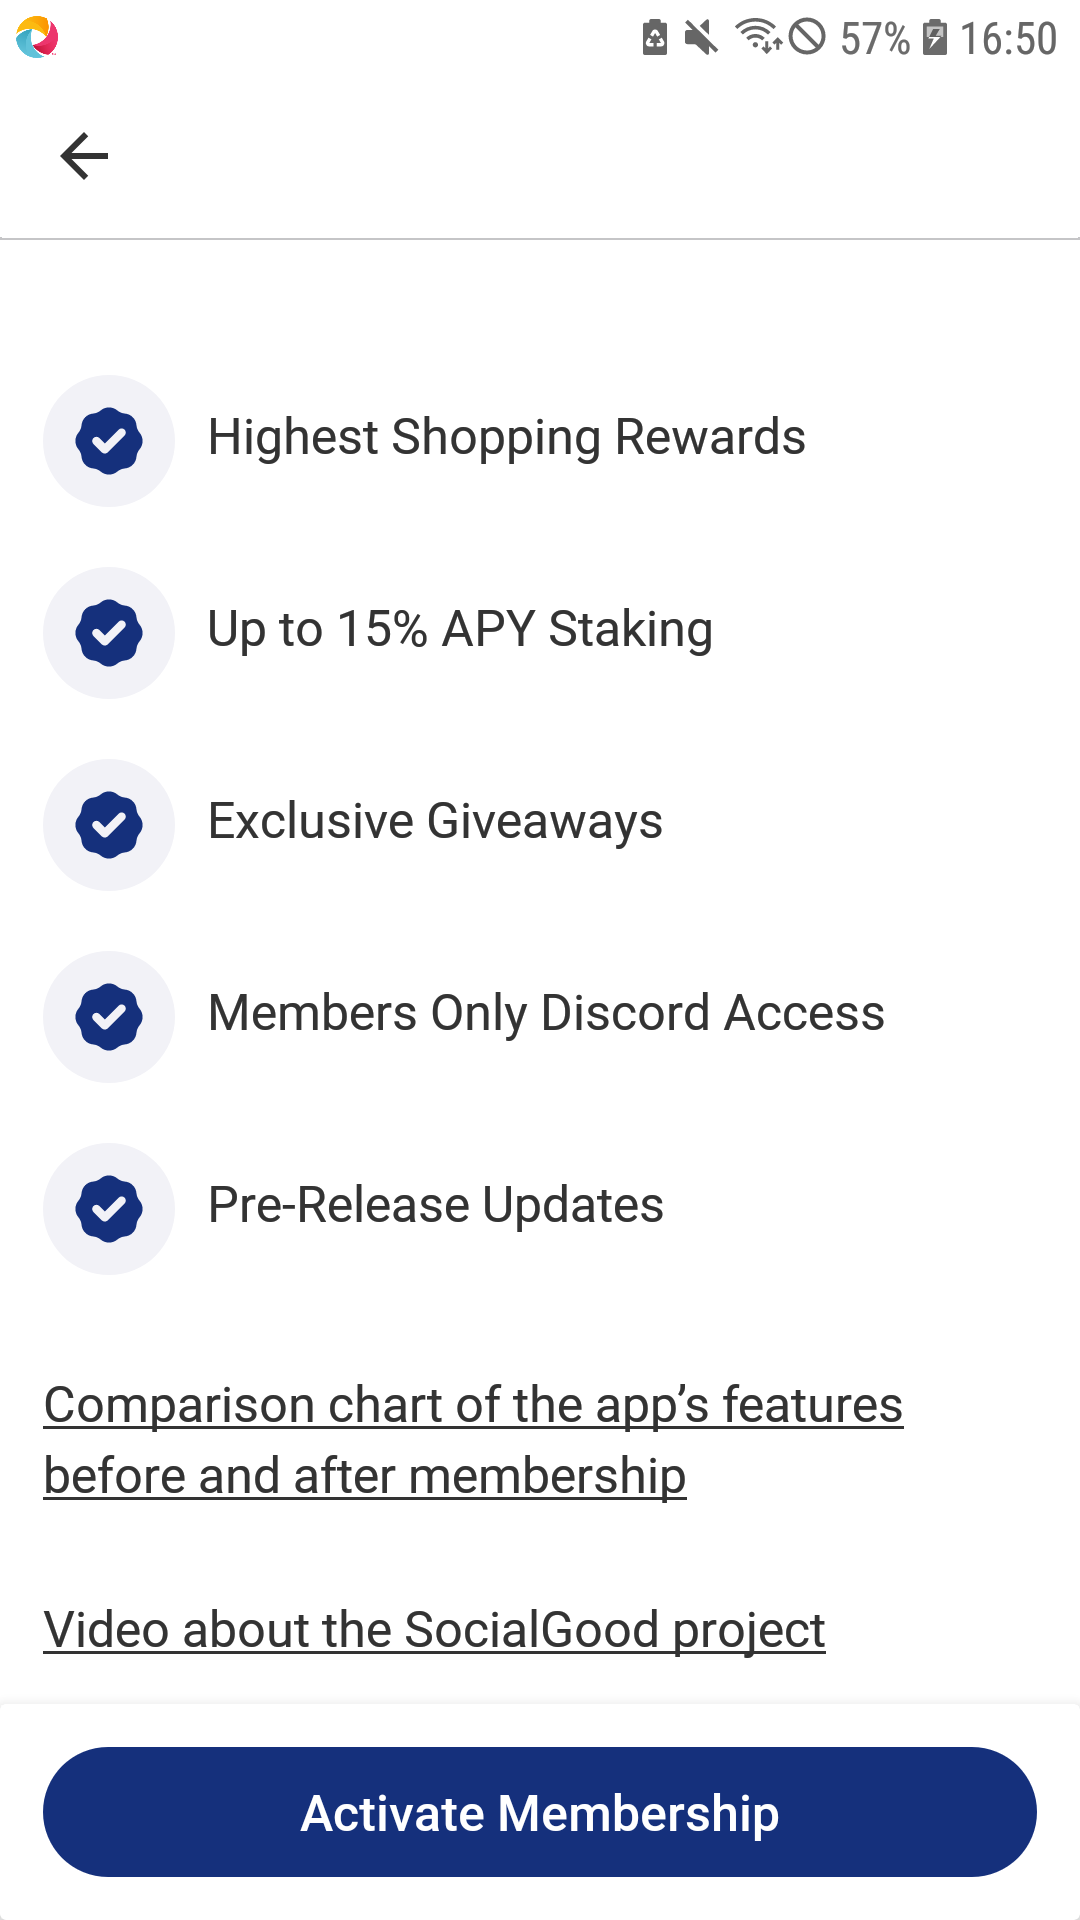 57% 16:50
Highest Shopping Rewards
Up to 15% APY Staking
Exclusive Giveaways
Members Only Discord Access
Pre-Release Updates
Comparison chart of the app’s features
before and after membership
Video about the SocialGood project
Activate Membership